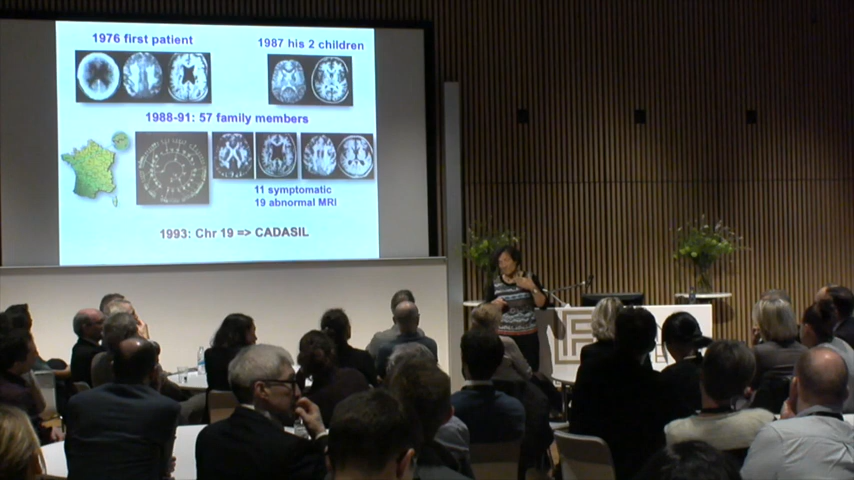 1976 first patient
1987 his 2 children
1988-91: 57 family members
11 symptomatic
19 abnormal MRI
1993: Chr 19 => CADASIL